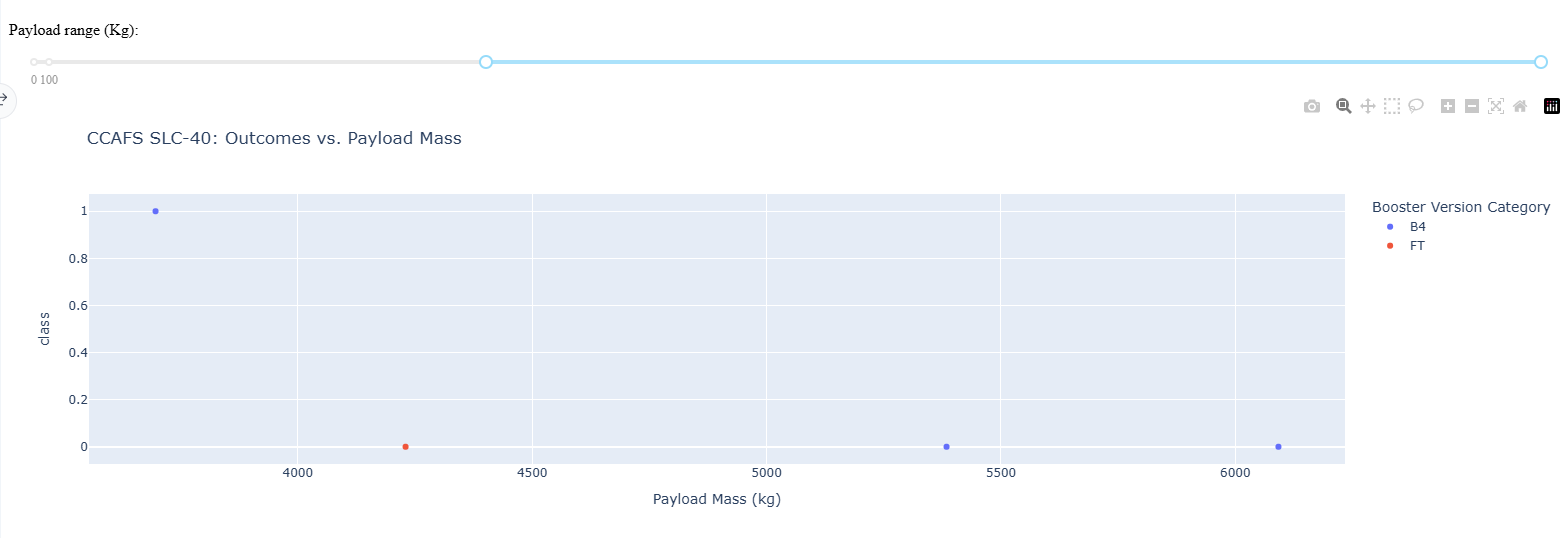 Payload range (Kg):
0 100
CCAFS SLC-40: Outcomes vs. Payload Mass
Booster Version Category
B4
FT
1
0.8
0.6
0.4
0.2
0
class
4000 4500 5000 5500 6000
Payload Mass (kg)